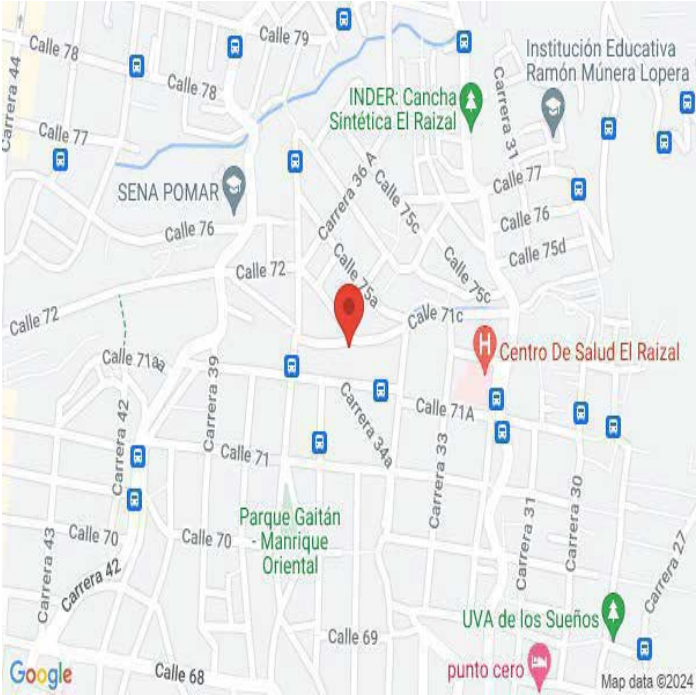 Calle 79
Calle 78
Calle 78
Carrera 44
Calle 77
INDER: Cancha
Sintética El Raizal
Institución Educativa
Ramón Múnera Lopera
Carrera 31
SENA POMAR
Carrera 36 A
Calle 75c
Calle 77
Calle 76
Calle 76
Calle 75d
Calle 72
Calle 75a
Calle 75c
Calle 72
Calle 71c
Calle 71aa
Centro De Salud El Raizal
H
Carrera 39
Carrera 42
Carrera 34a
Calle 71A
Calle 71
Carrera 33
Carrera 31
Carrera 30
Parque Gaitán
- Manrique
Oriental
Calle 70
Calle 70
Carrera 43
Carrera 42
Carrera 27
Calle 69
UVA de los Sueños
Calle 68
punto cero
Google
Map data ©2024